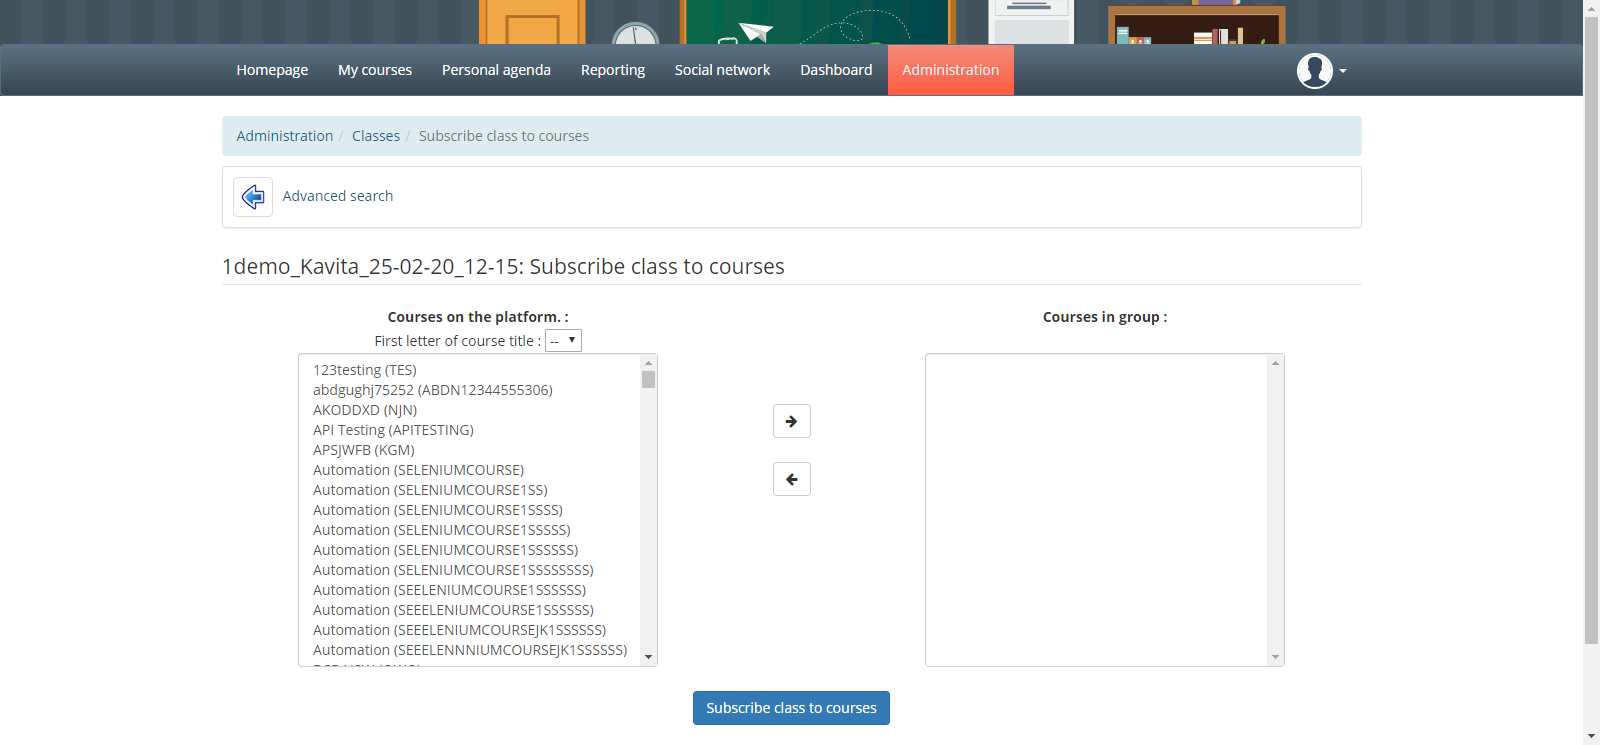 Homepage My courses Personal agenda Reporting Social network Dashboard Administration
Administration / Classes / Subscribe class to courses
Advanced search
1demo_Kavita_25-02-20_12-15: Subscribe class to courses
Courses on the platform. :
First letter of course title : --
123testing (TES)
abdgughj75252 (ABDN12344555306)
AKODDXD (NJN)
API Testing (APITESTING)
APSJWFB (KGM)
Automation (SELENIUMCOURSE)
Automation (SELENIUMCOURSE1SS)
Automation (SELENIUMCOURSE1SSSS)
Automation (SELENIUMCOURSE1SSSSS)
Automation (SELENIUMCOURSE1SSSSSS)
Automation (SELENIUMCOURSE1SSSSSSSS)
Automation (SEELENIUMCOURSE1SSSSSS)
Automation (SEEELENIUMCOURSE1SSSSSS)
Automation (SEEELENIUMCOURSEJK1SSSSSS)
Automation (SEEELENNNIUMCOURSEJK1SSSSSS)
Courses in group :
Subscribe class to courses